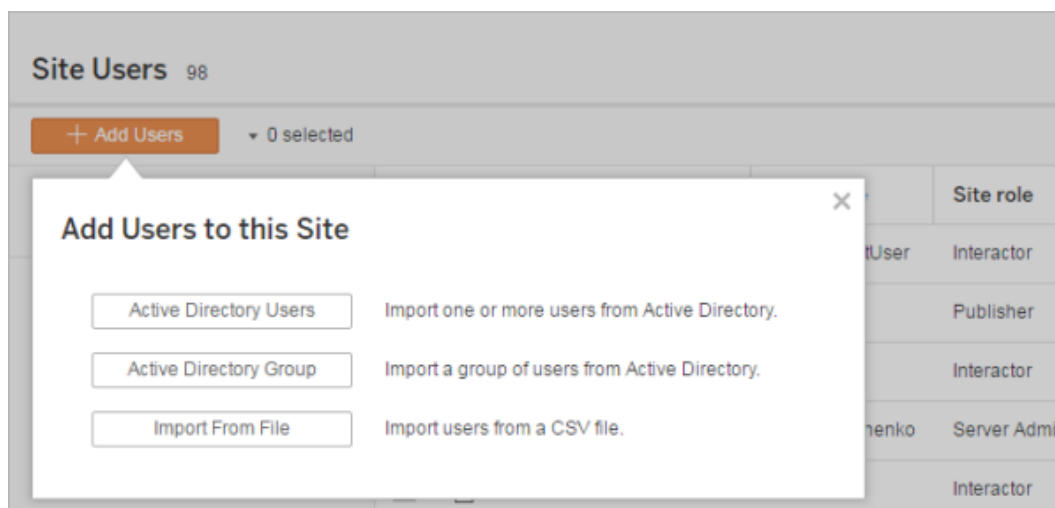 Site Users 98
+ Add Users
0 selected
Site role
Add Users to this Site
Active Directory Users Import one or more users from Active Directory.
Active Directory Group Import a group of users from Active Directory.
Import From File Import users from a CSV file.
tUser Interactor
Publisher
Interactor
henko Server Admi
Interactor